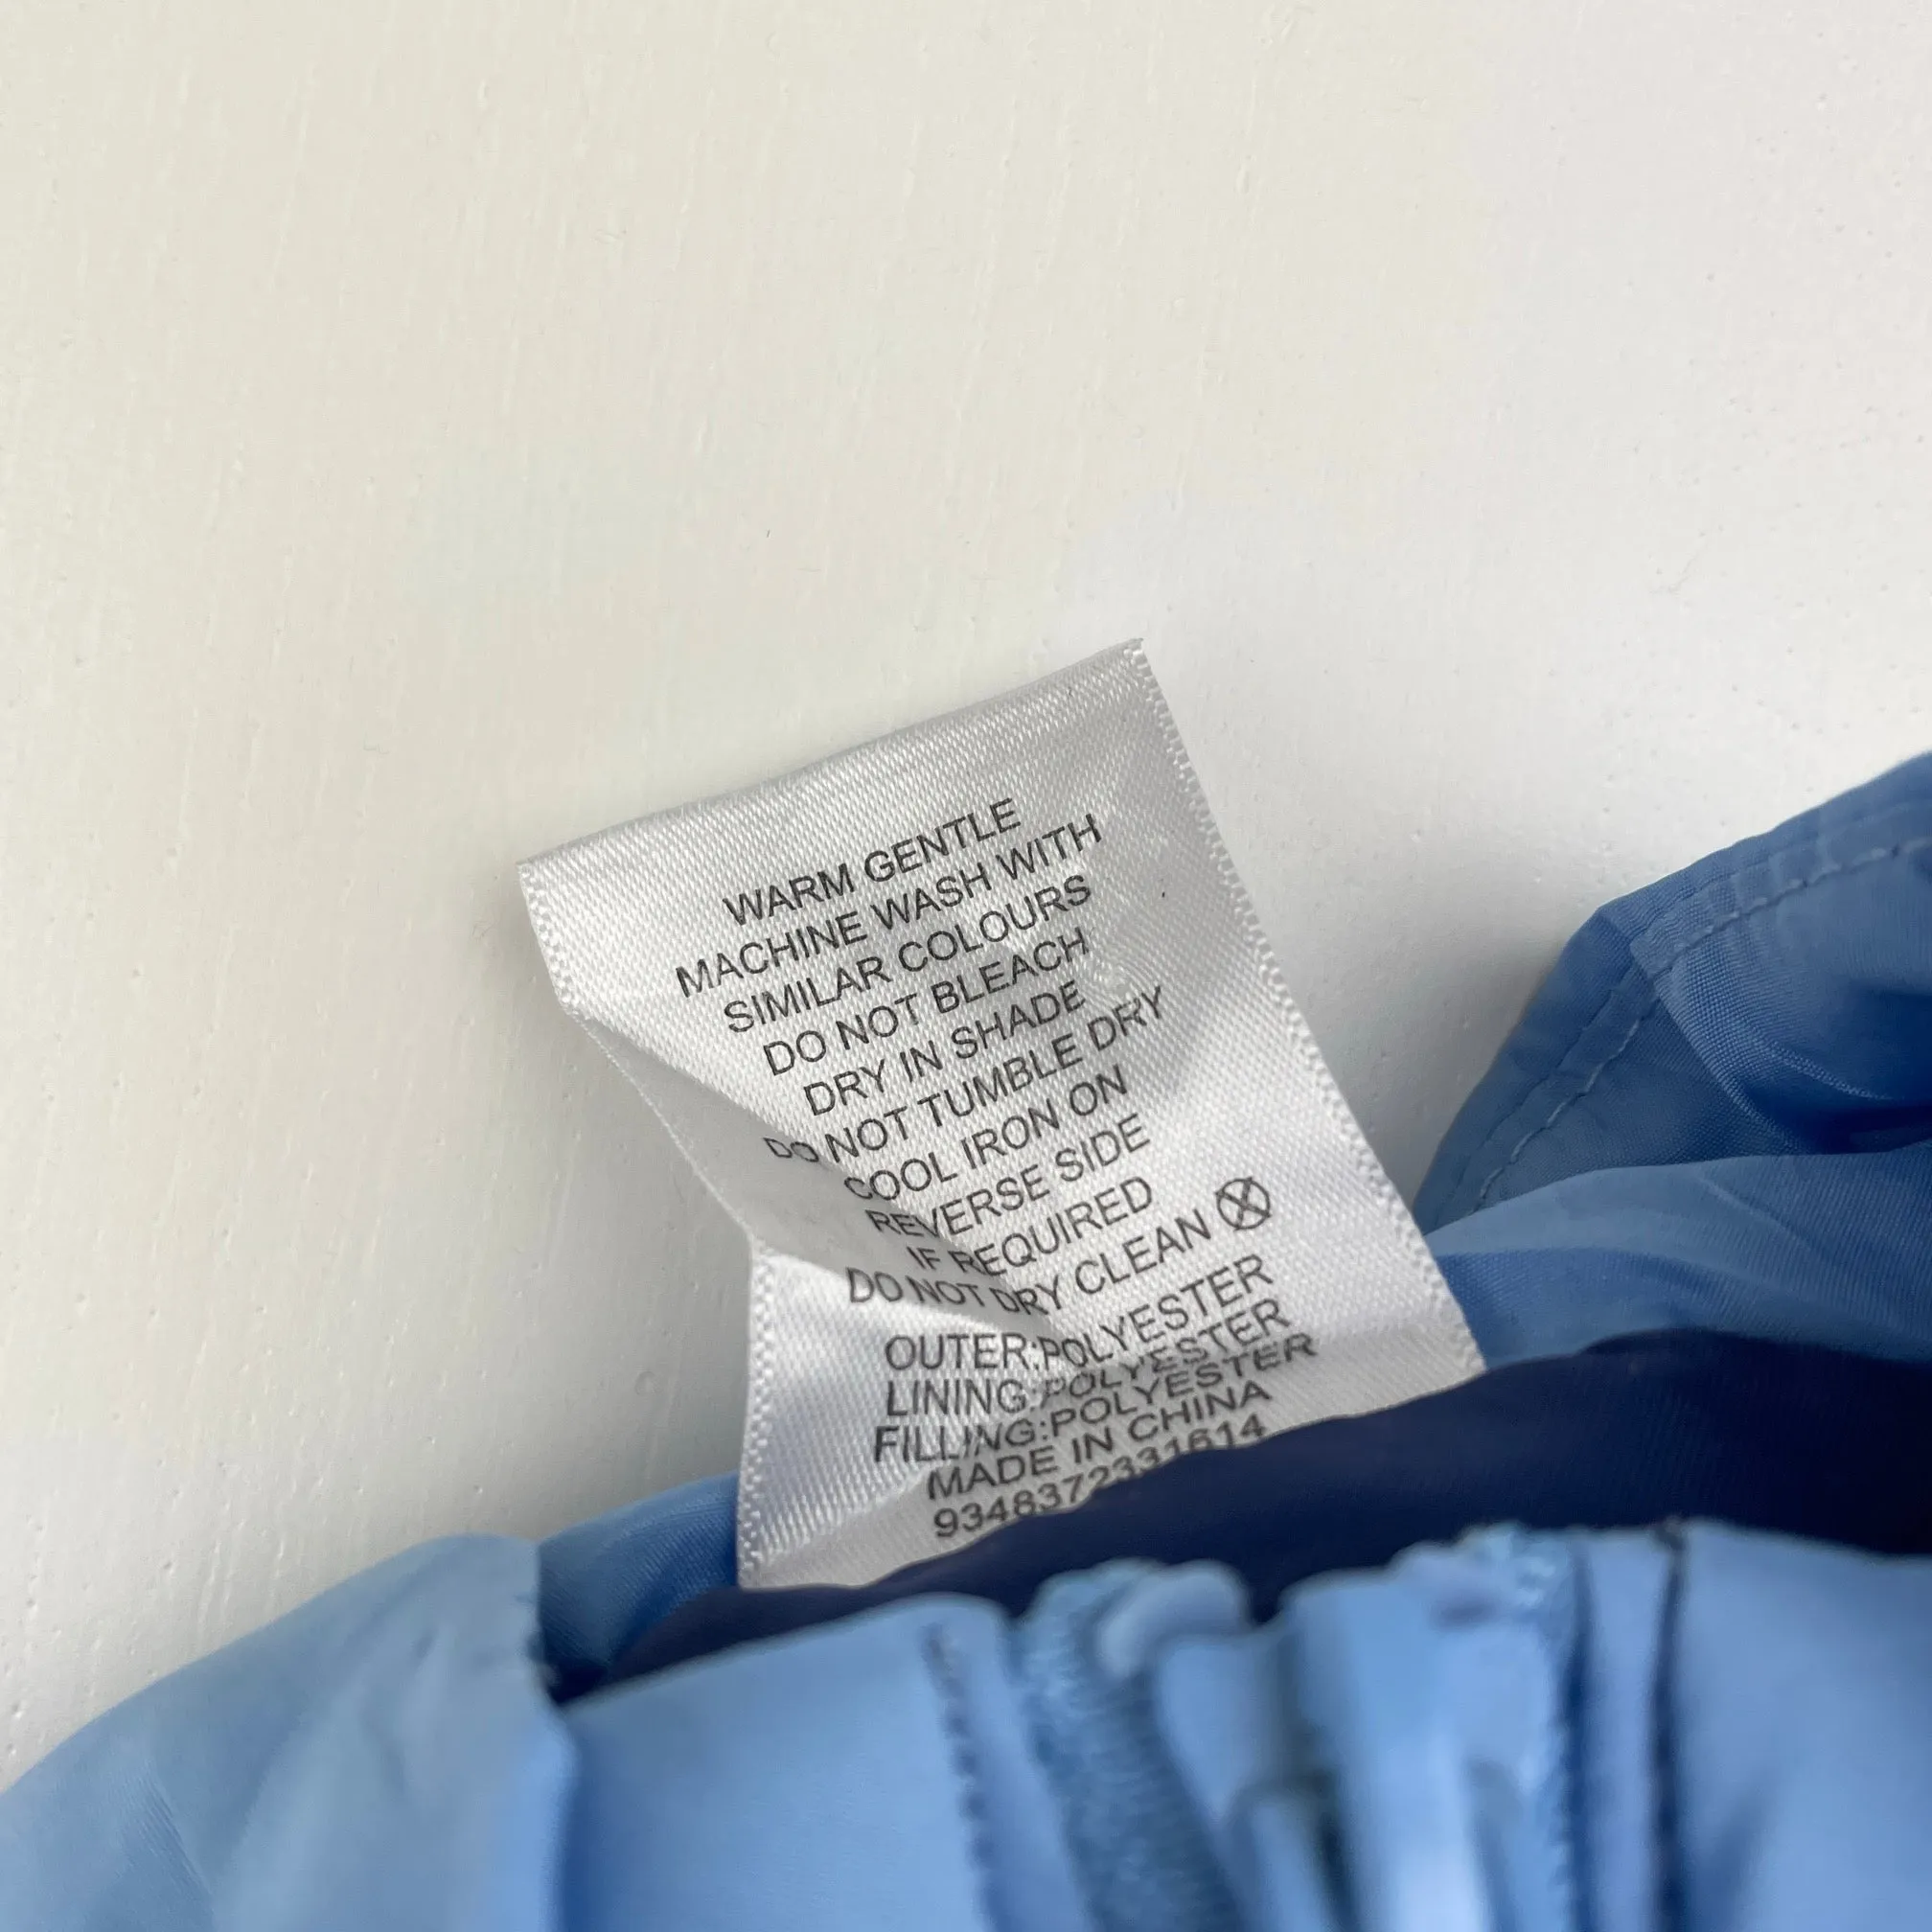 WARM GENTLE
MACHINE WASH WITH
SIMILAR COLOURS
DO NOT BLEACH
DRY IN SHADE
DO NOT TUMBLE DRY
COOL IRON ON
REVERSE SIDE
IF REQUIRED
DO NOT DRY CLEAN
OUTER:POLYESTER
LINING:POLYESTER
FILLING:POLYESTER
MADE IN CHINA
9348372331614